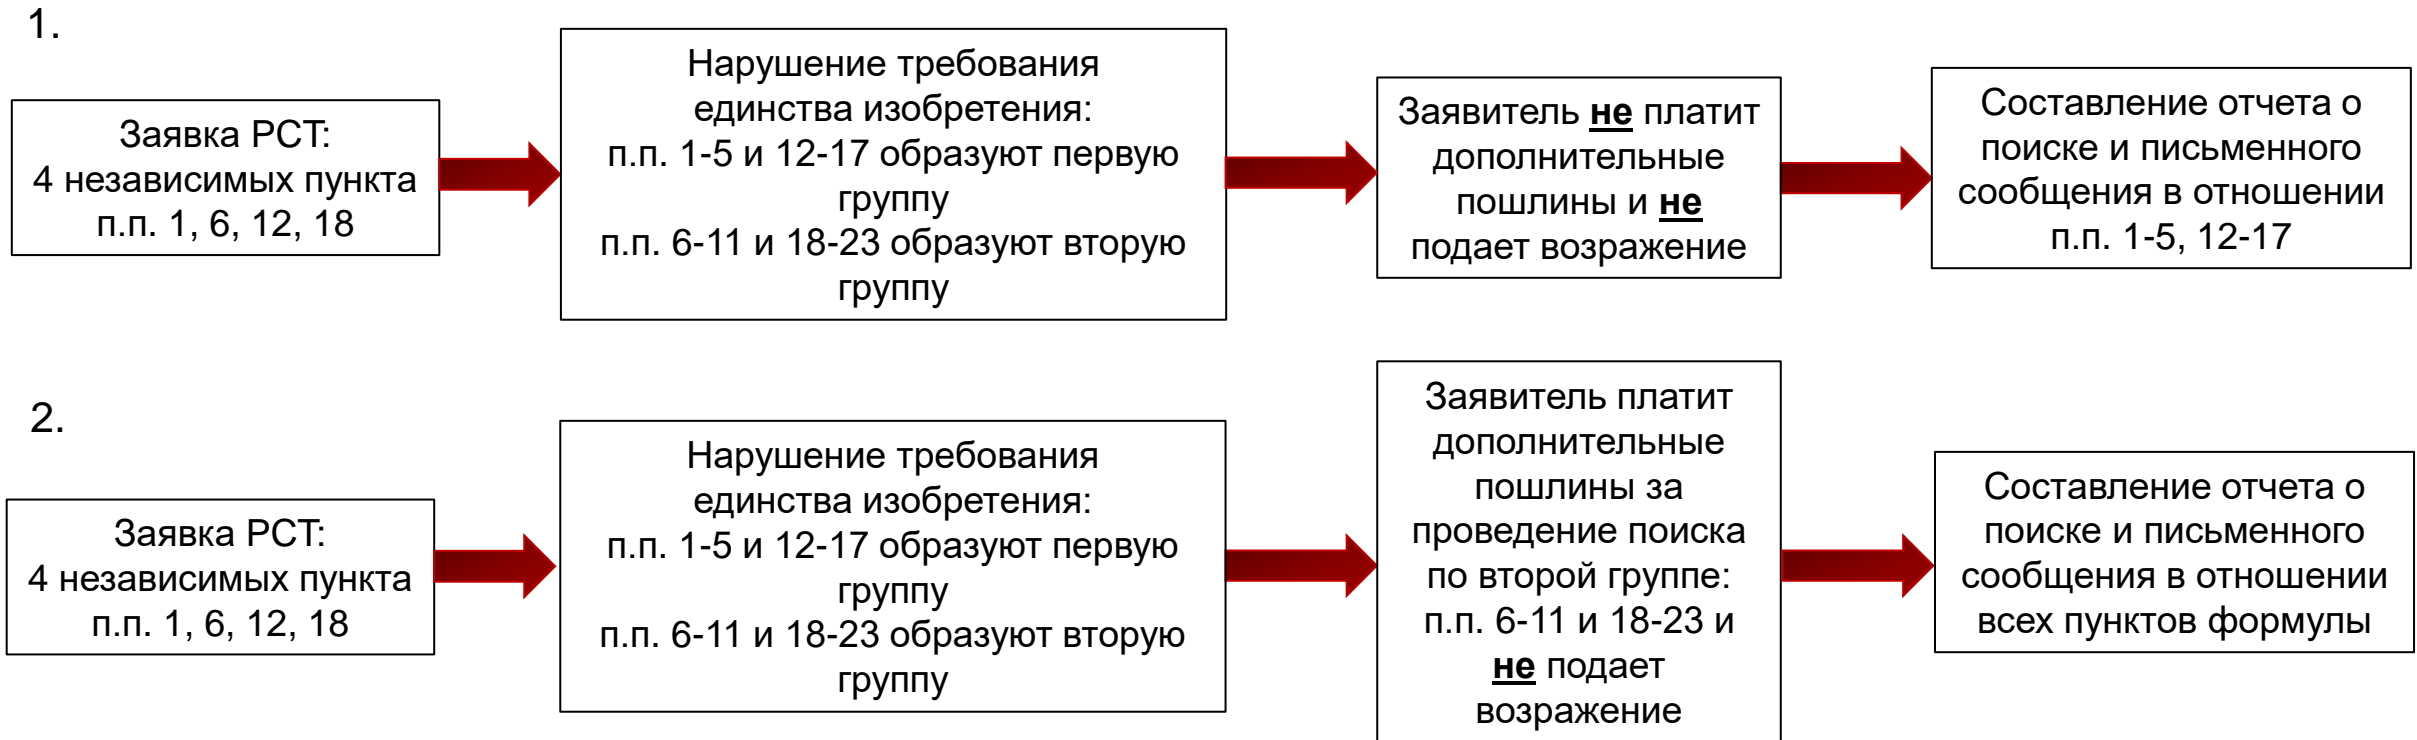 1.
Заявка PCT:
4 независимых пункта
п.п. 1, 6, 12, 18
Нарушение требования
единства изобретения:
п.п. 1-5 и 12-17 образуют первую
группу
п.п. 6-11 и 18-23 образуют вторую
группу
Заявитель не платит
дополнительные
пошлины и не
подает возражение
Составление отчета о
поиске и письменного
сообщения в отношении
п.п. 1-5, 12-17
2.
Заявка PCT:
4 независимых пункта
п.п. 1, 6, 12, 18
Нарушение требования
единства изобретения:
п.п. 1-5 и 12-17 образуют первую
группу
п.п. 6-11 и 18-23 образуют вторую
группу
Заявитель платит
дополнительные
пошлины за
проведение поиска
по второй группе:
п.п. 6-11 и 18-23 и
не подает
возражение
Составление отчета о
поиске и письменного
сообщения в отношении
всех пунктов формулы